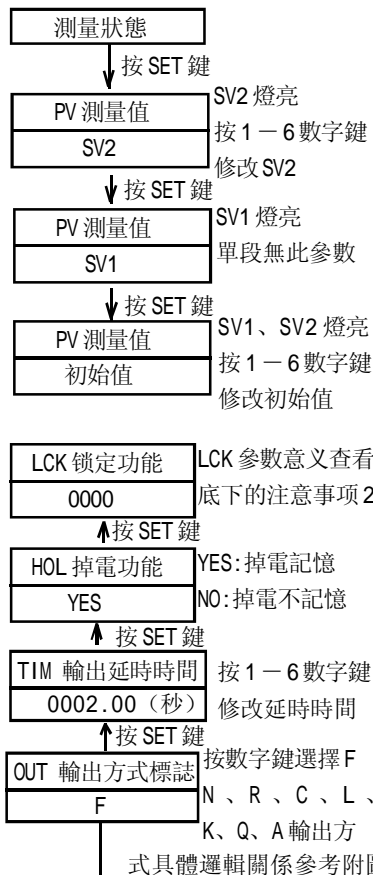 測量狀態
按 SET 鍵
PV 測量值
SV2
SV2 燈亮
按 1－6 數字鍵
修改 SV2
按 SET 鍵
PV 測量值
SV1
SV1 燈亮
單段無此參數
按 SET 鍵
PV 測量值
初始值
SV1、SV2 燈亮
按 1－6 數字鍵
修改初始值
LCK 锁定功能
0000
LCK 參數意义查看
底下的注意事项 2
按 SET 鍵
HOL 掉電功能
YES
YES:掉電記憶
NO:掉電不記憶
按 SET 鍵
TIM 輸出延時時間
0002.00（秒）
按 1－6 數字鍵
修改延時時間
按 SET 鍵
OUT 輸出方式標誌
F
按數字鍵選擇 F
N 、R 、C 、L 、
K、Q、A 輸出方
式具體邏輯關係參考附圖